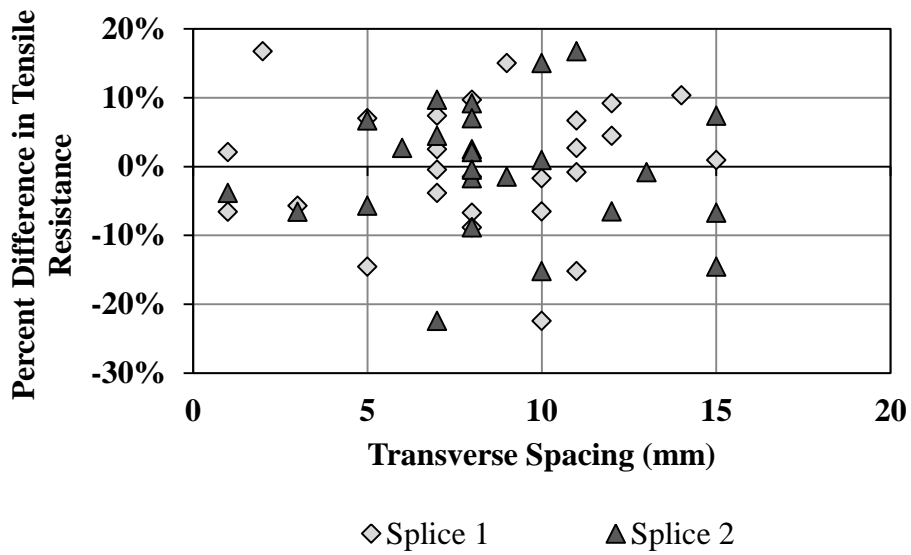 Percent Difference in Tensile
Resistance
20%
10%
0%
-10%
-20%
-30%
0 5 10 15 20
Transverse Spacing (mm)
Splice 1 Splice 2